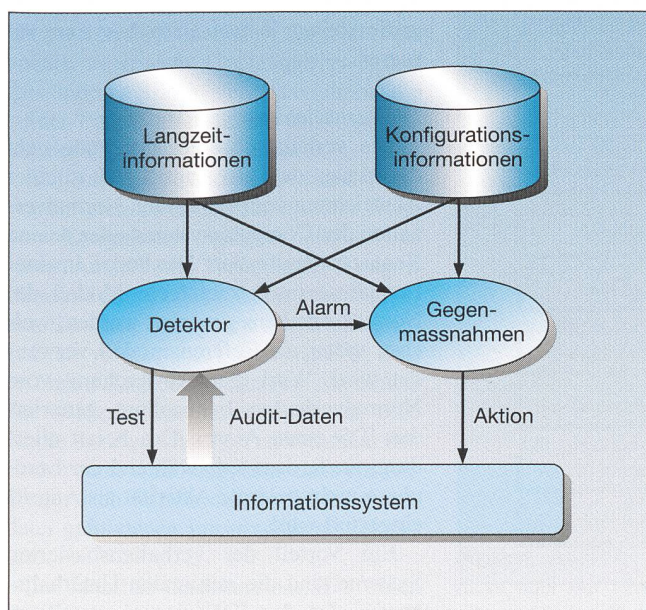 Langzeit-
informationen
Konfigurations-
informationen
Detektor
Alarm
Gegen-
massnahmen
Test
Audit-Daten
Aktion
Informationssystem